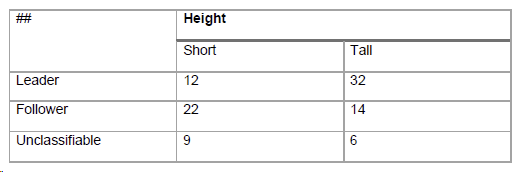 ## Height
Short Tall
Leader 12 32
Follower 22 14
Unclassifiable 9 6